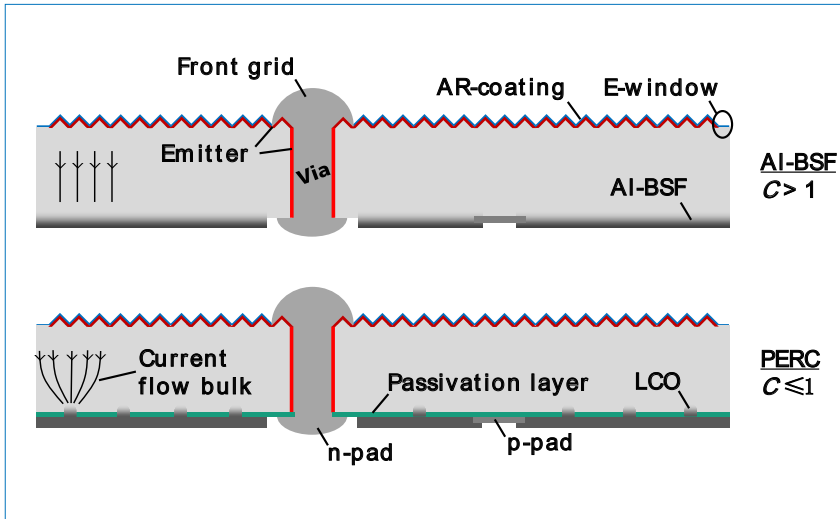 Front grid
AR-coating
E-window
Emitter
Via
Al-BSF
Al-BSF
C > 1
Current
flow bulk
Passivation layer
LCO
PERC
C ≤1
n-pad
p-pad